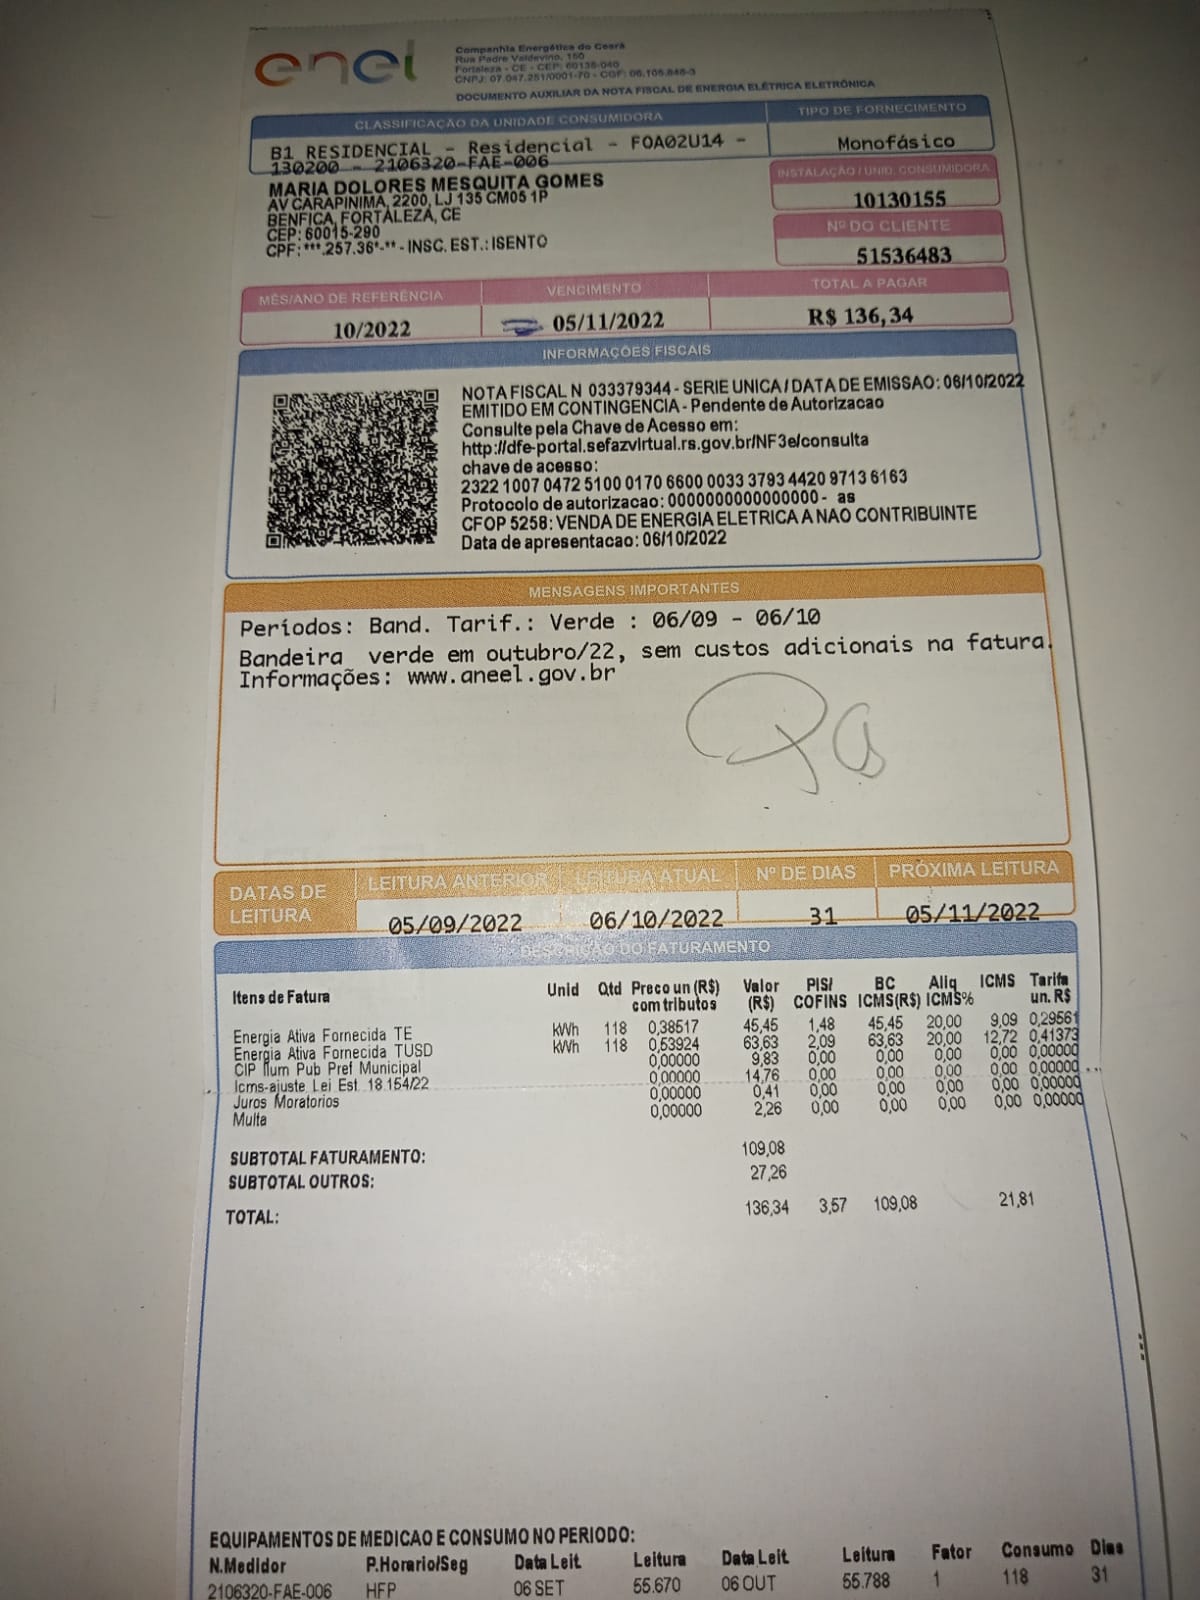 enel
Companhia Energética do Ceará
Rua Padre Valdevino, 150
Fortaleza - CE - CEP: 60135-040
CNPJ: 07.047.251/0001-70 - CGF: 06.105.848-3
DOCUMENTO AUXILIAR DA NOTA FISCAL DE ENERGIA ELÉTRICA ELETRÔNICA
CLASSIFICAÇÃO DA UNIDADE CONSUMIDORA
TIPO DE FORNECIMENTO
B1 RESIDENCIAL - Residencial - FOA02U14 -
130200 - 2106320-FAE-006
Monofásico
MARIA DOLORES MESQUITA GOMES
AV CARAPINIMA, 2200, LJ 135 CM05 1P
BENFICA, FORTALEZA, CE
CEP: 60015-290
CPF: ***.257.36*-** - INSC. EST.: ISENTO
INSTALAÇÃO / UNID. CONSUMIDORA
10130155
Nº DO CLIENTE
51536483
MÊS/ANO DE REFERÊNCIA VENCIMENTO TOTAL A PAGAR
10/2022 05/11/2022 R$ 136,34
INFORMAÇÕES FISCAIS
NOTA FISCAL N 033379344 - SERIE UNICA / DATA DE EMISSAO: 06/10/2022
EMITIDO EM CONTINGENCIA - Pendente de Autorizacao
Consulte pela Chave de Acesso em:
http://dfe-portal.sefazvirtual.rs.gov.br/NF3e/consulta
chave de acesso:
2322 1007 0472 5100 0170 6600 0033 3793 4420 9713 6163
Protocolo de autorizacao: 0000000000000000 - as
CFOP 5258: VENDA DE ENERGIA ELETRICA A NAO CONTRIBUINTE
Data de apresentacao: 06/10/2022
MENSAGENS IMPORTANTES
Períodos: Band. Tarif.: Verde : 06/09 - 06/10
Bandeira verde em outubro/22, sem custos adicionais na fatura.
Informações: www.aneel.gov.br
DATAS DE LEITURA
LEITURA ANTERIOR LEITURA ATUAL Nº DE DIAS PRÓXIMA LEITURA
05/09/2022 06/10/2022 31 05/11/2022
DESCRIÇÃO DO FATURAMENTO
Itens de Fatura Unid Qtd Preco un (R$) com tributos Valor (R$) PIS/ COFINS BC ICMS(R$) Aliq ICMS% ICMS Tarifa un. R$
Energia Ativa Fornecida TE kWh 118 0,38517 45,45 1,48 45,45 20,00 9,09 0,29561
Energia Ativa Fornecida TUSD kWh 118 0,53924 63,63 2,09 63,63 20,00 12,72 0,41373
CIP Ilum Pub Pref Municipal 0,00000 9,83 0,00 0,00 0,00 0,00 0,00000
Icms-ajuste Lei Est. 18.154/22 0,00000 14,76 0,00 0,00 0,00 0,00 0,00000
Juros Moratorios 0,00000 0,41 0,00 0,00 0,00 0,00 0,00000
Multa 0,00000 2,26 0,00 0,00 0,00 0,00 0,00000
SUBTOTAL FATURAMENTO: 109,08
SUBTOTAL OUTROS: 27,26
TOTAL: 136,34 3,57 109,08 21,81
EQUIPAMENTOS DE MEDICAO E CONSUMO NO PERIODO:
N.Medidor P.Horario/Seg Data Leit Leitura Data Leit Leitura Fator Consumo Dias
2106320-FAE-006 HFP 06 SET 55.670 06 OUT 55.788 1 118 31